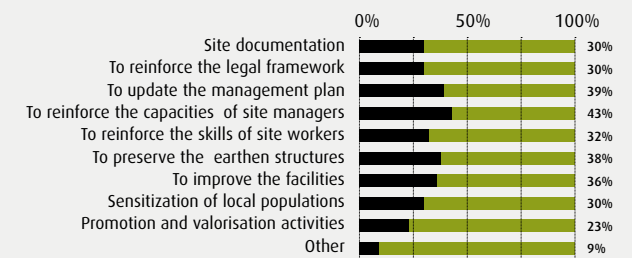 0% 50% 100%
Site documentation 30%
To reinforce the legal framework 30%
To update the management plan 39%
To reinforce the capacities of site managers 43%
To reinforce the skills of site workers 32%
To preserve the earthen structures 38%
To improve the facilities 36%
Sensitization of local populations 30%
Promotion and valorisation activities 23%
Other 9%